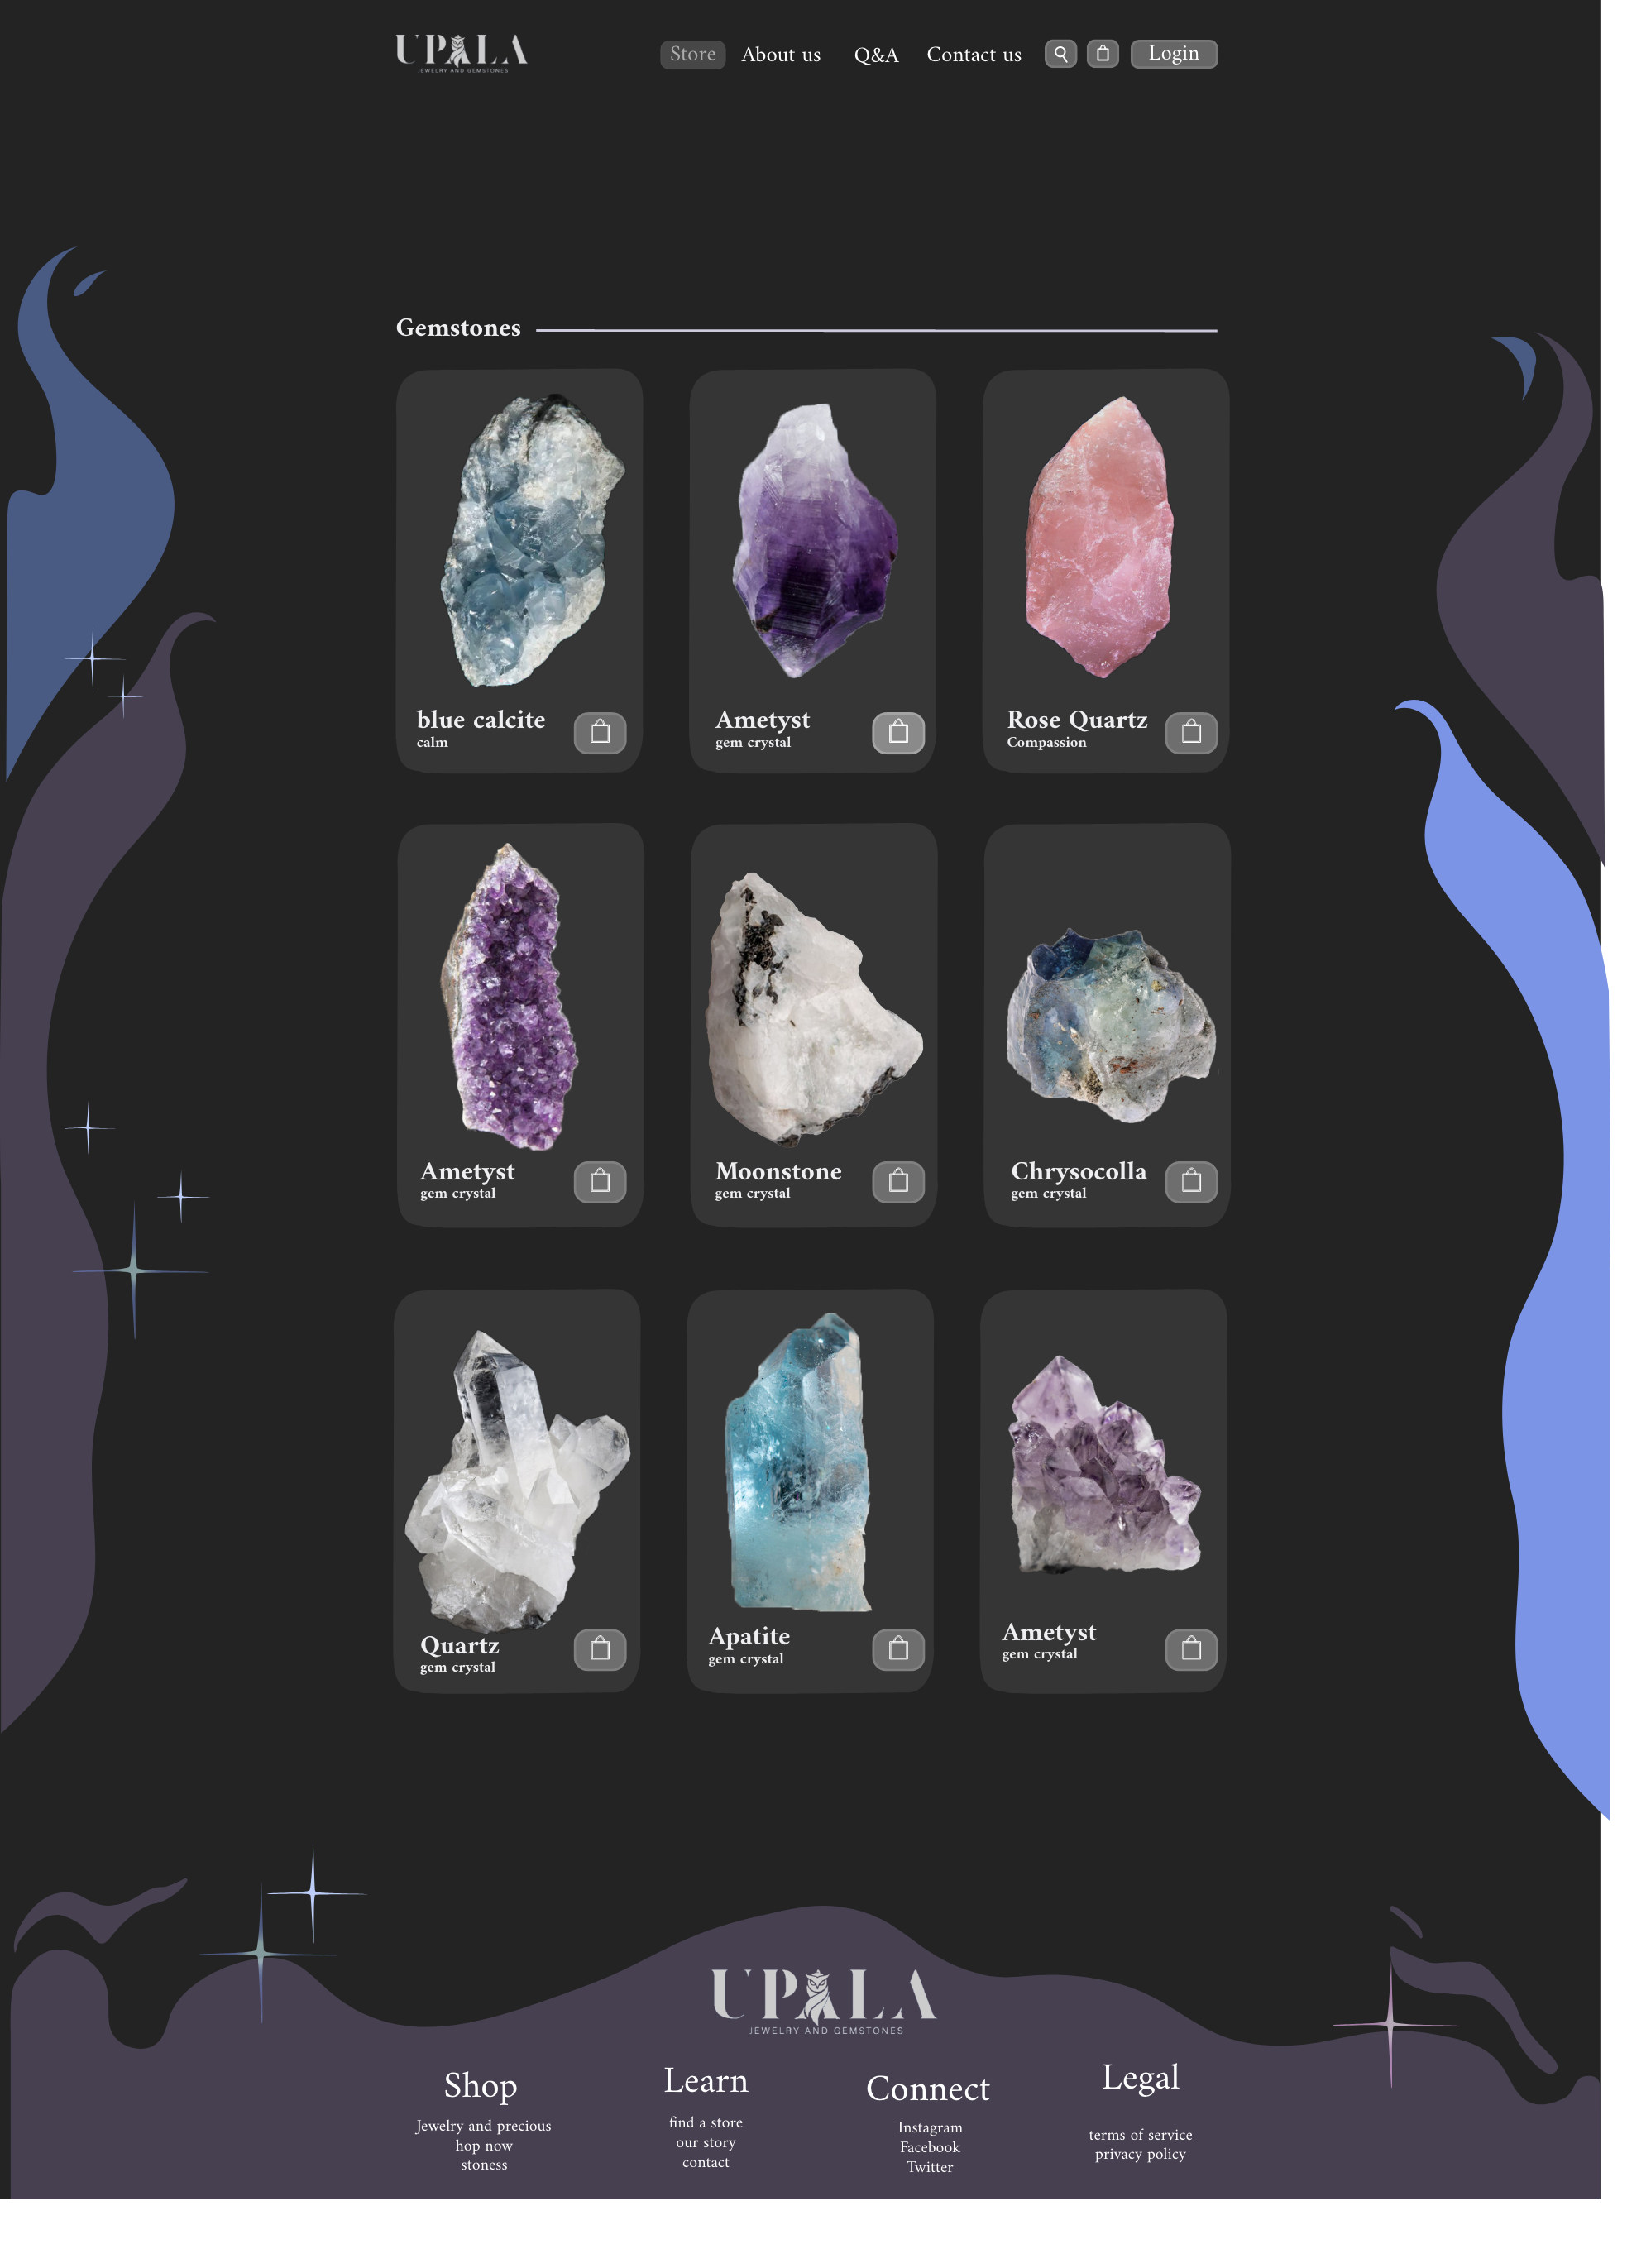 UPALA
JEWELRY AND GEMSTONES
Store
About us
Q&A
Contact us
Login
Gemstones
blue calcite
calm
Ametyst
gem crystal
Rose Quartz
Compassion
Ametyst
gem crystal
Moonstone
gem crystal
Chrysocolla
gem crystal
Quartz
gem crystal
Apatite
gem crystal
Ametyst
gem crystal
UPALA
JEWELRY AND GEMSTONES
Shop
Jewelry and precious
hop now
stoness
Learn
find a store
our story
contact
Connect
Instagram
Facebook
Twitter
Legal
terms of service
privacy policy